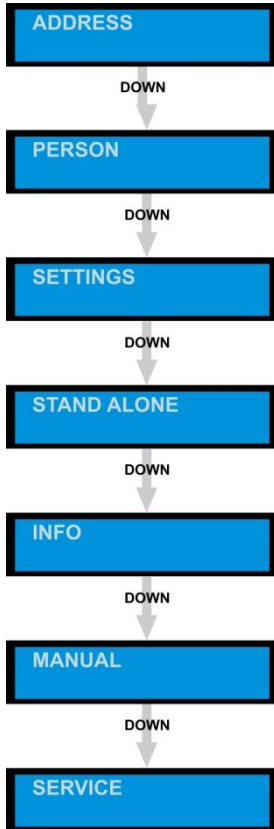 ADDRESS
DOWN
PERSON
DOWN
SETTINGS
DOWN
STAND ALONE
DOWN
INFO
DOWN
MANUAL
DOWN
SERVICE